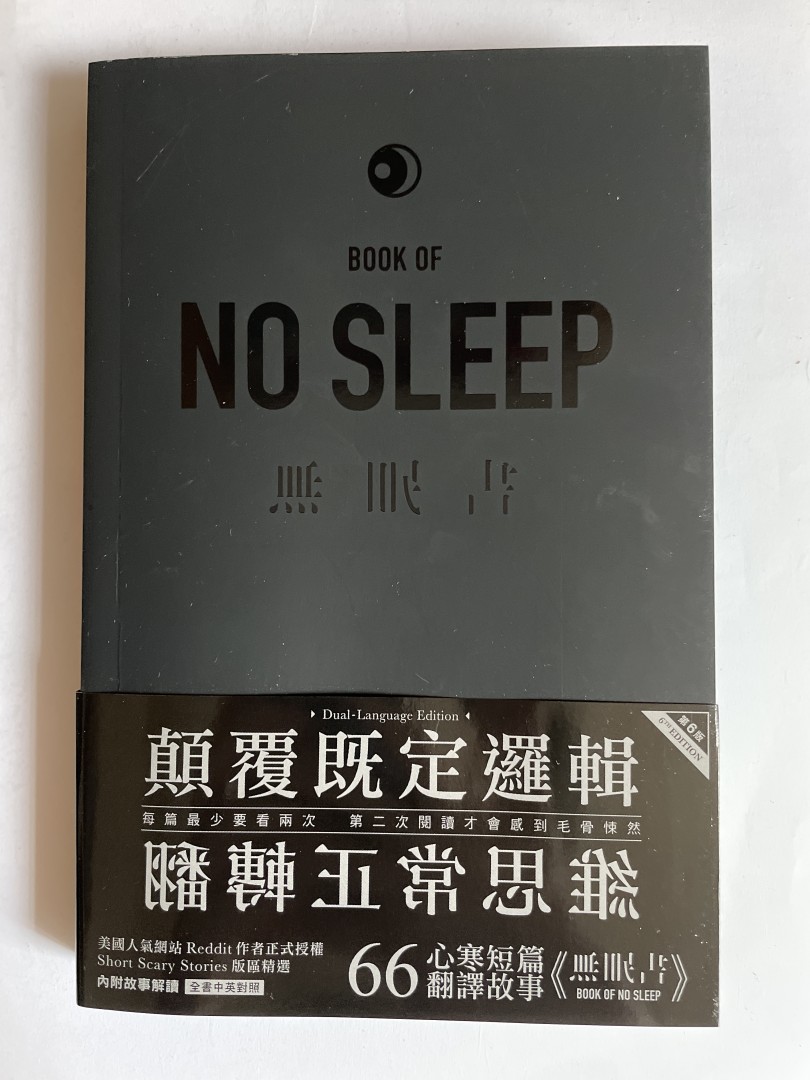 BOOK OF
NO SLEEP
無眠書
Dual-Language Edition
第6版
6TH EDITION
顛覆既定邏輯
每篇最少要看兩次 第二次閱讀才會感到毛骨悚然
翻轉正常思維
美國人氣網站 Reddit 作者正式授權
Short Scary Stories 版區精選
內附故事解讀 全書中英對照
66 心寒短篇
翻譯故事
《無眠書》
BOOK OF NO SLEEP